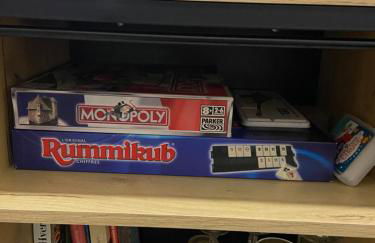 MONOPOLY
8+
2-6
PARKER
L'ORIGINAL
Rummikub
CHIFFRES